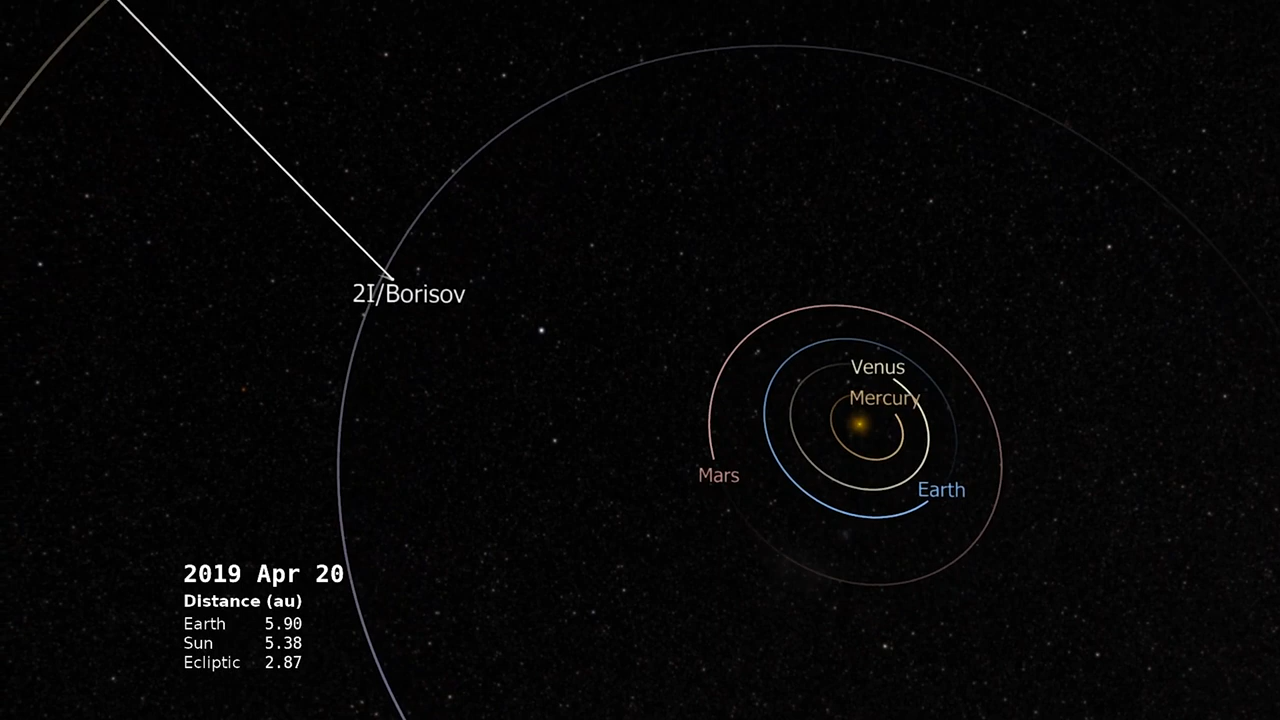 2I/Borisov
Venus
Mercury
Mars
Earth
2019 Apr 20
Distance (au)
Earth 5.90
Sun 5.38
Ecliptic 2.87